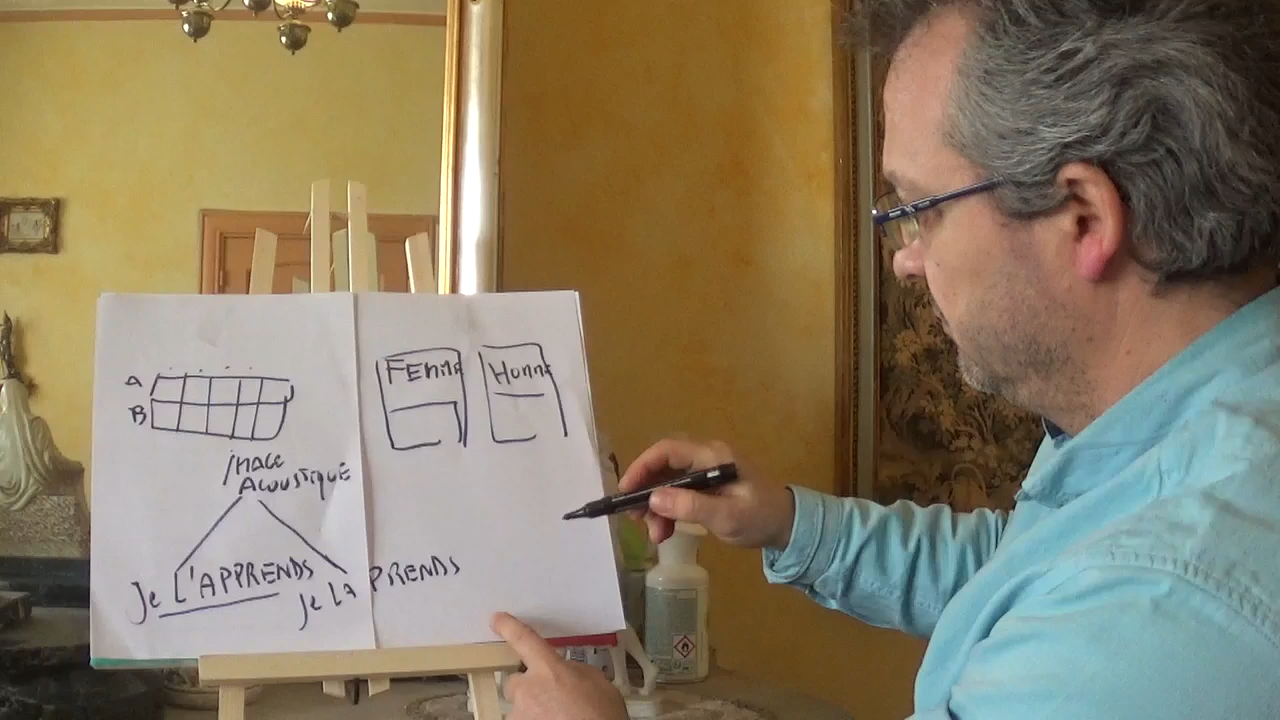 A
B
IMAGE
ACOUSTIQUE
Je L'APPRENDS
je LA PRENDS
FEMME
HOMME